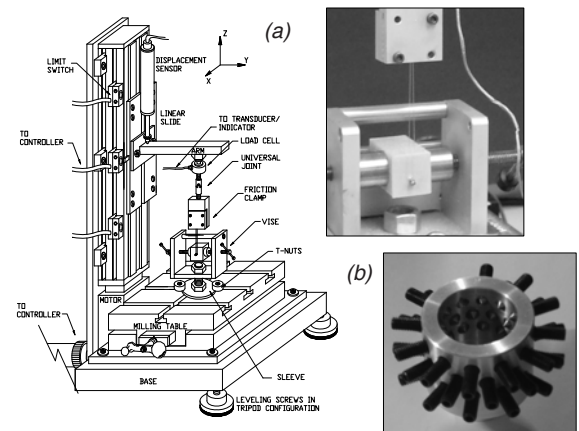 (a)
Z
Y
X
LIMIT
SWITCH
DISPLACEMENT
SENSOR
LINEAR
SLIDE
TO TRANSDUCER/
INDICATOR
TO
CONTROLLER
ARM
LOAD CELL
UNIVERSAL
JOINT
FRICTION
CLAMP
VISE
T-NUTS
(b)
MOTOR
TO
CONTROLLER
MILLING TABLE
SLEEVE
BASE
LEVELING SCREWS IN
TRIPOD CONFIGURATION